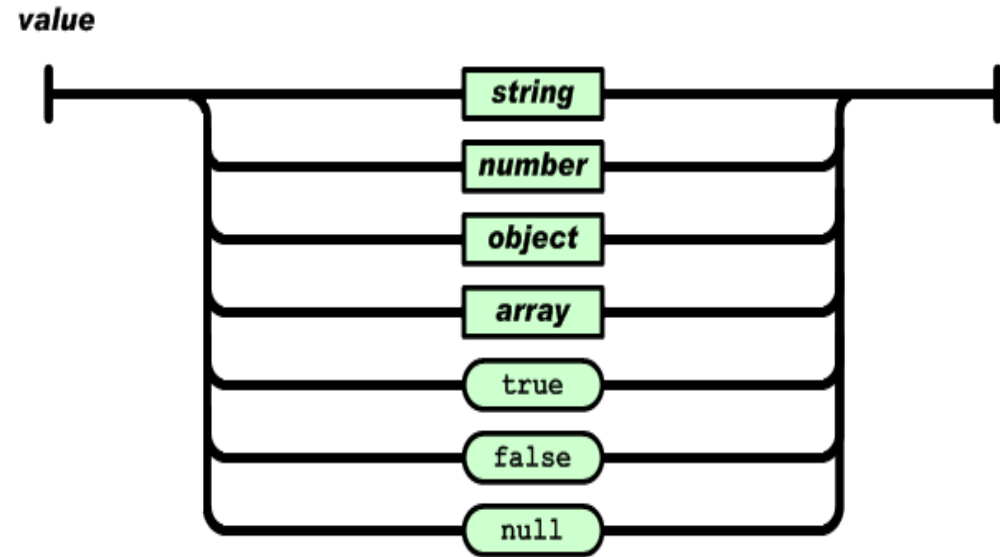 value
string
number
object
array
true
false
null